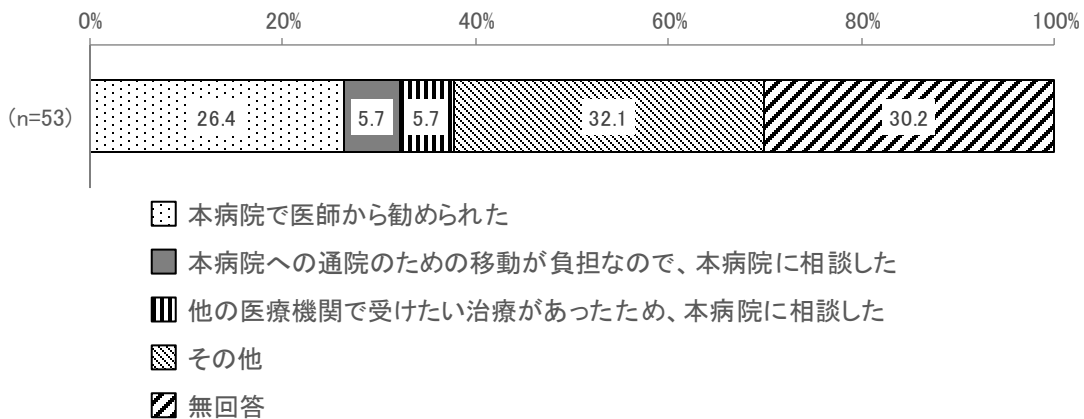 0% 20% 40% 60% 80% 100%
(n=53) 26.4 5.7 5.7 32.1 30.2
本病院で医師から勧められた
本病院への通院のための移動が負担なので、本病院に相談した
他の医療機関で受けたい治療があったため、本病院に相談した
その他
無回答